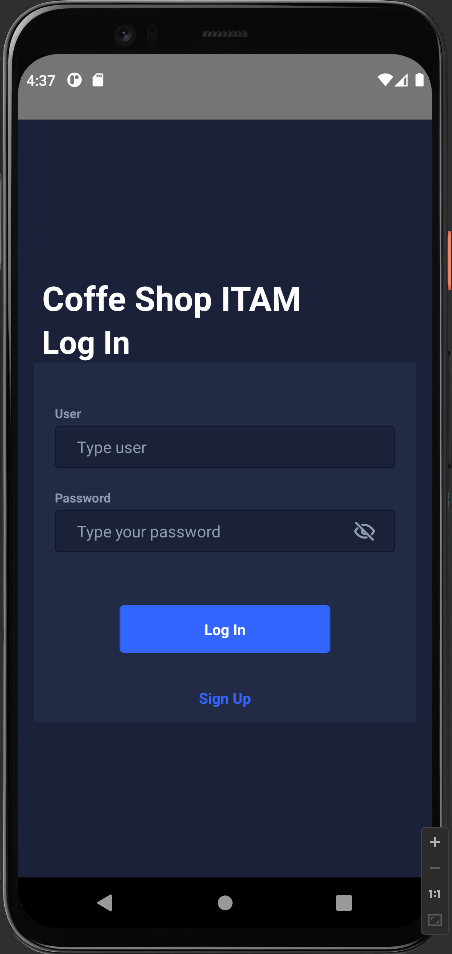 4:37
Coffe Shop ITAM
Log In
User
Type user
Password
Type your password
Log In
Sign Up
1:1